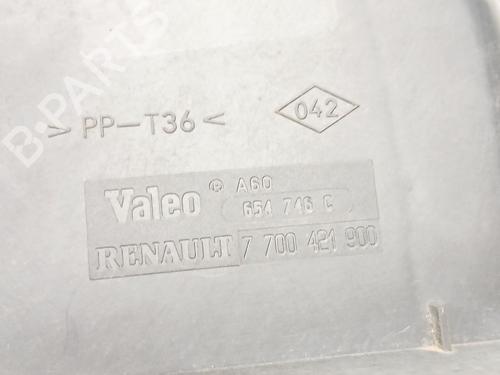 B-PARTS
>PP-T36<
042
Valeo ® A60
654 746 C
RENAULT 7 700 421 900